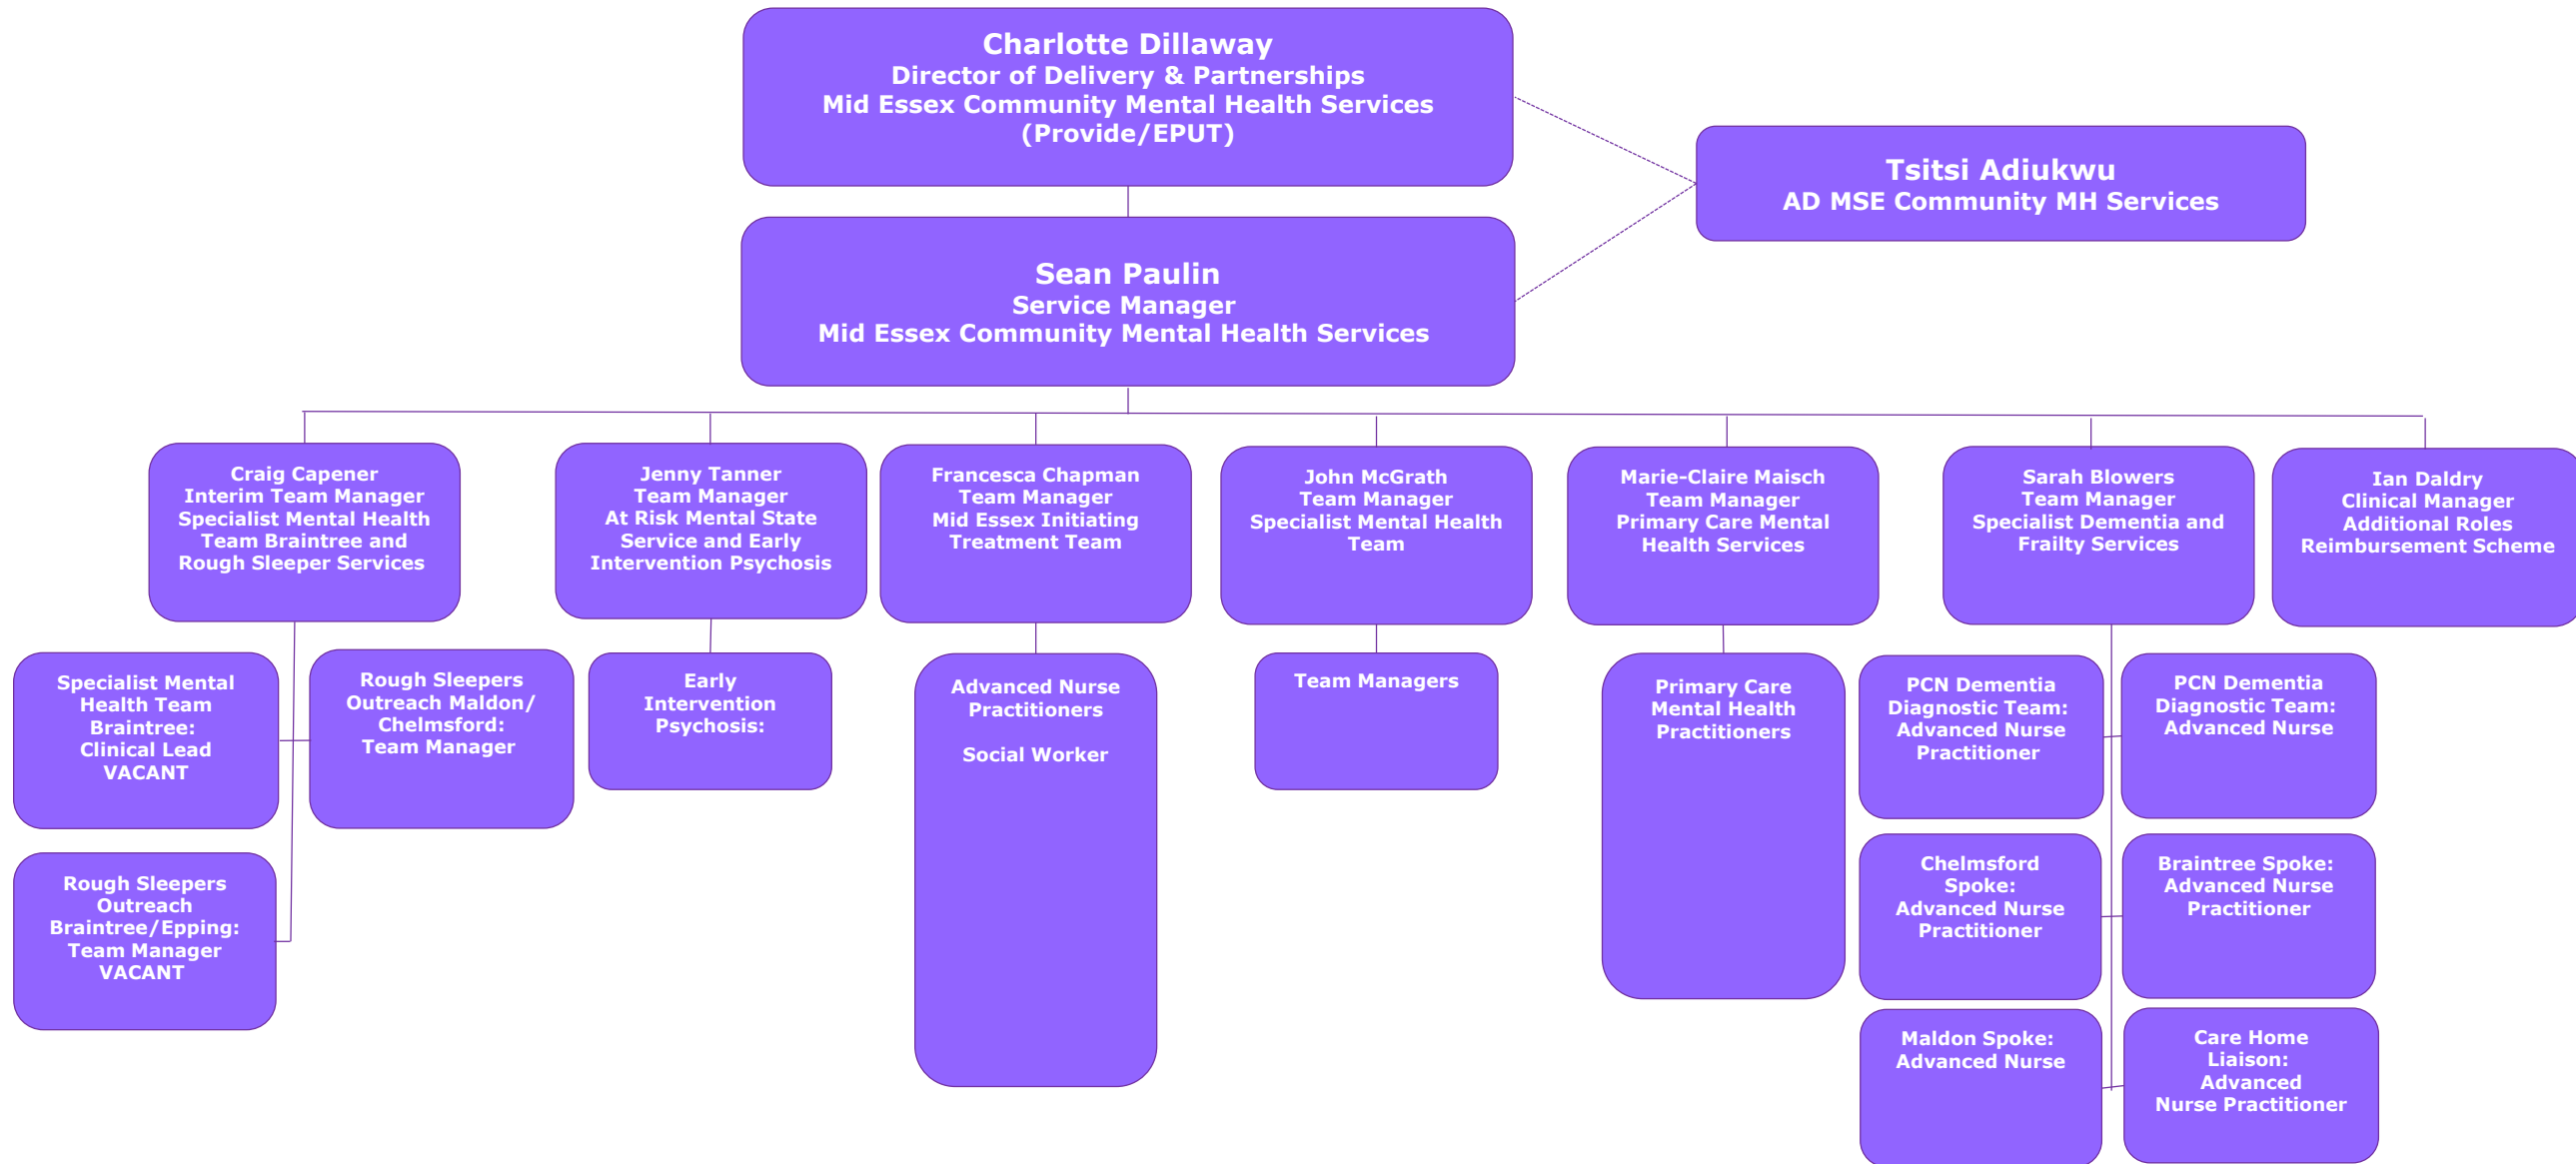 Charlotte Dillaway
Director of Delivery & Partnerships
Mid Essex Community Mental Health Services
(Provide/EPUT)
Tsitsi Adiukwu
AD MSE Community MH Services
Sean Paulin
Service Manager
Mid Essex Community Mental Health Services
Craig Capener
Interim Team Manager
Specialist Mental Health
Team Braintree and
Rough Sleeper Services
Jenny Tanner
Team Manager
At Risk Mental State
Service and Early
Intervention Psychosis
Francesca Chapman
Team Manager
Mid Essex Initiating
Treatment Team
John McGrath
Team Manager
Specialist Mental Health
Team
Marie-Claire Maisch
Team Manager
Primary Care Mental
Health Services
Sarah Blowers
Team Manager
Specialist Dementia and
Frailty Services
Ian Daldry
Clinical Manager
Additional Roles
Reimbursement Scheme
Specialist Mental
Health Team
Braintree:
Clinical Lead
VACANT
Rough Sleepers
Outreach Maldon/
Chelmsford:
Team Manager
Early
Intervention
Psychosis:
Advanced Nurse
Practitioners
Social Worker
Team Managers
Primary Care
Mental Health
Practitioners
PCN Dementia
Diagnostic Team:
Advanced Nurse
Practitioner
PCN Dementia
Diagnostic Team:
Advanced Nurse
Rough Sleepers
Outreach
Braintree/Epping:
Team Manager
VACANT
Chelmsford
Spoke:
Advanced Nurse
Practitioner
Braintree Spoke:
Advanced Nurse
Practitioner
Maldon Spoke:
Advanced Nurse
Care Home
Liaison:
Advanced
Nurse Practitioner